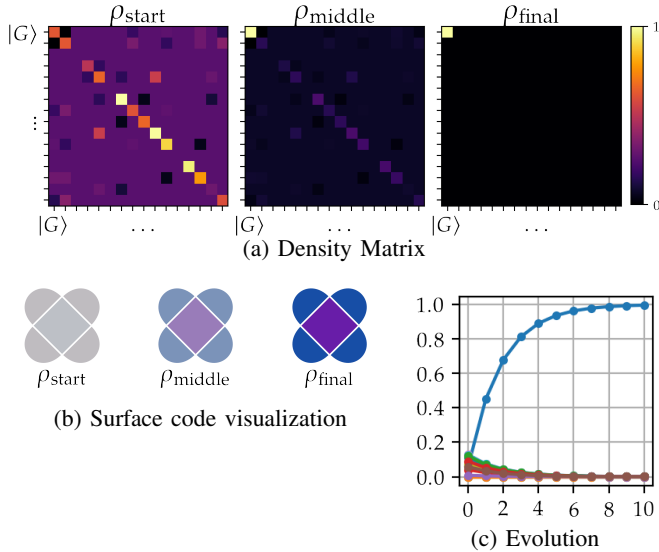 ρstart ρmiddle ρfinal
|G⟩
...
1
0
|G⟩ ... |G⟩ ... |G⟩ ...
(a) Density Matrix
ρstart ρmiddle ρfinal
(b) Surface code visualization
1.0
0.8
0.6
0.4
0.2
0.0
0 2 4 6 8 10
(c) Evolution